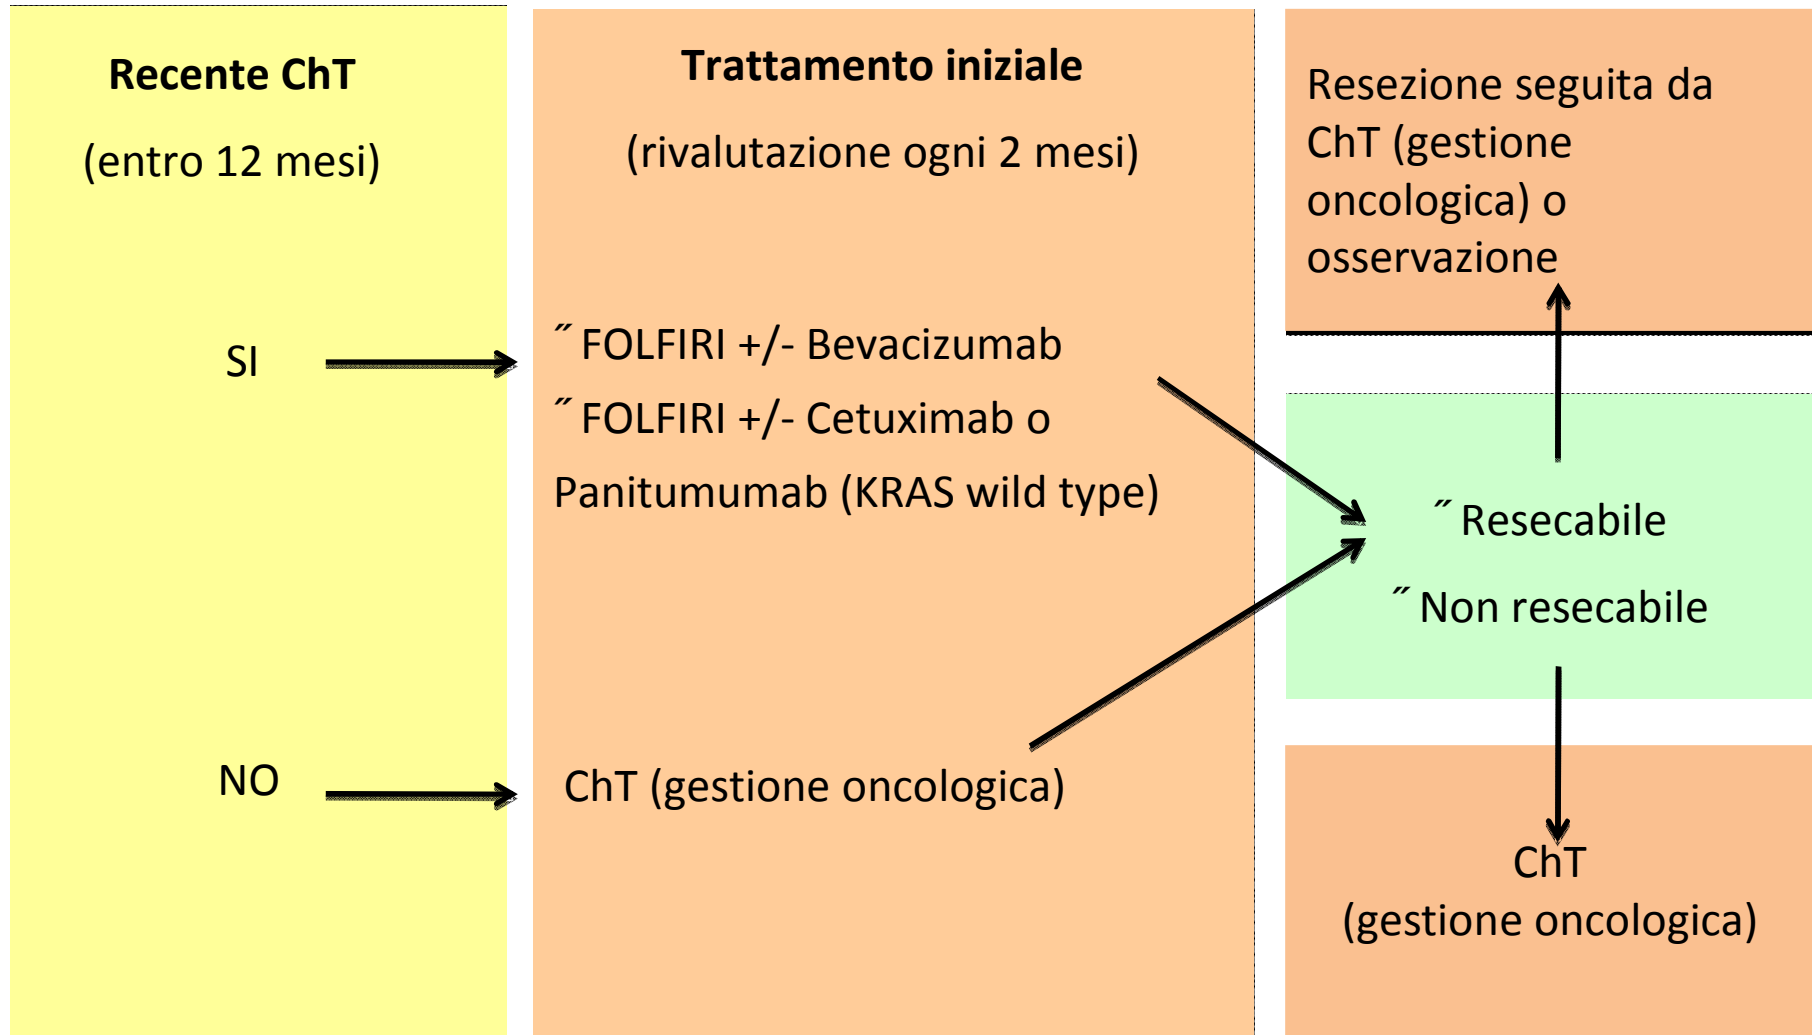 Recente ChT
(entro 12 mesi)
SI
NO
Trattamento iniziale
(rivalutazione ogni 2 mesi)
˝ FOLFIRI +/- Bevacizumab
˝ FOLFIRI +/- Cetuximab o
Panitumumab (KRAS wild type)
ChT (gestione oncologica)
Resezione seguita da
ChT (gestione
oncologica) o
osservazione
˝ Resecabile
˝ Non resecabile
ChT
(gestione oncologica)